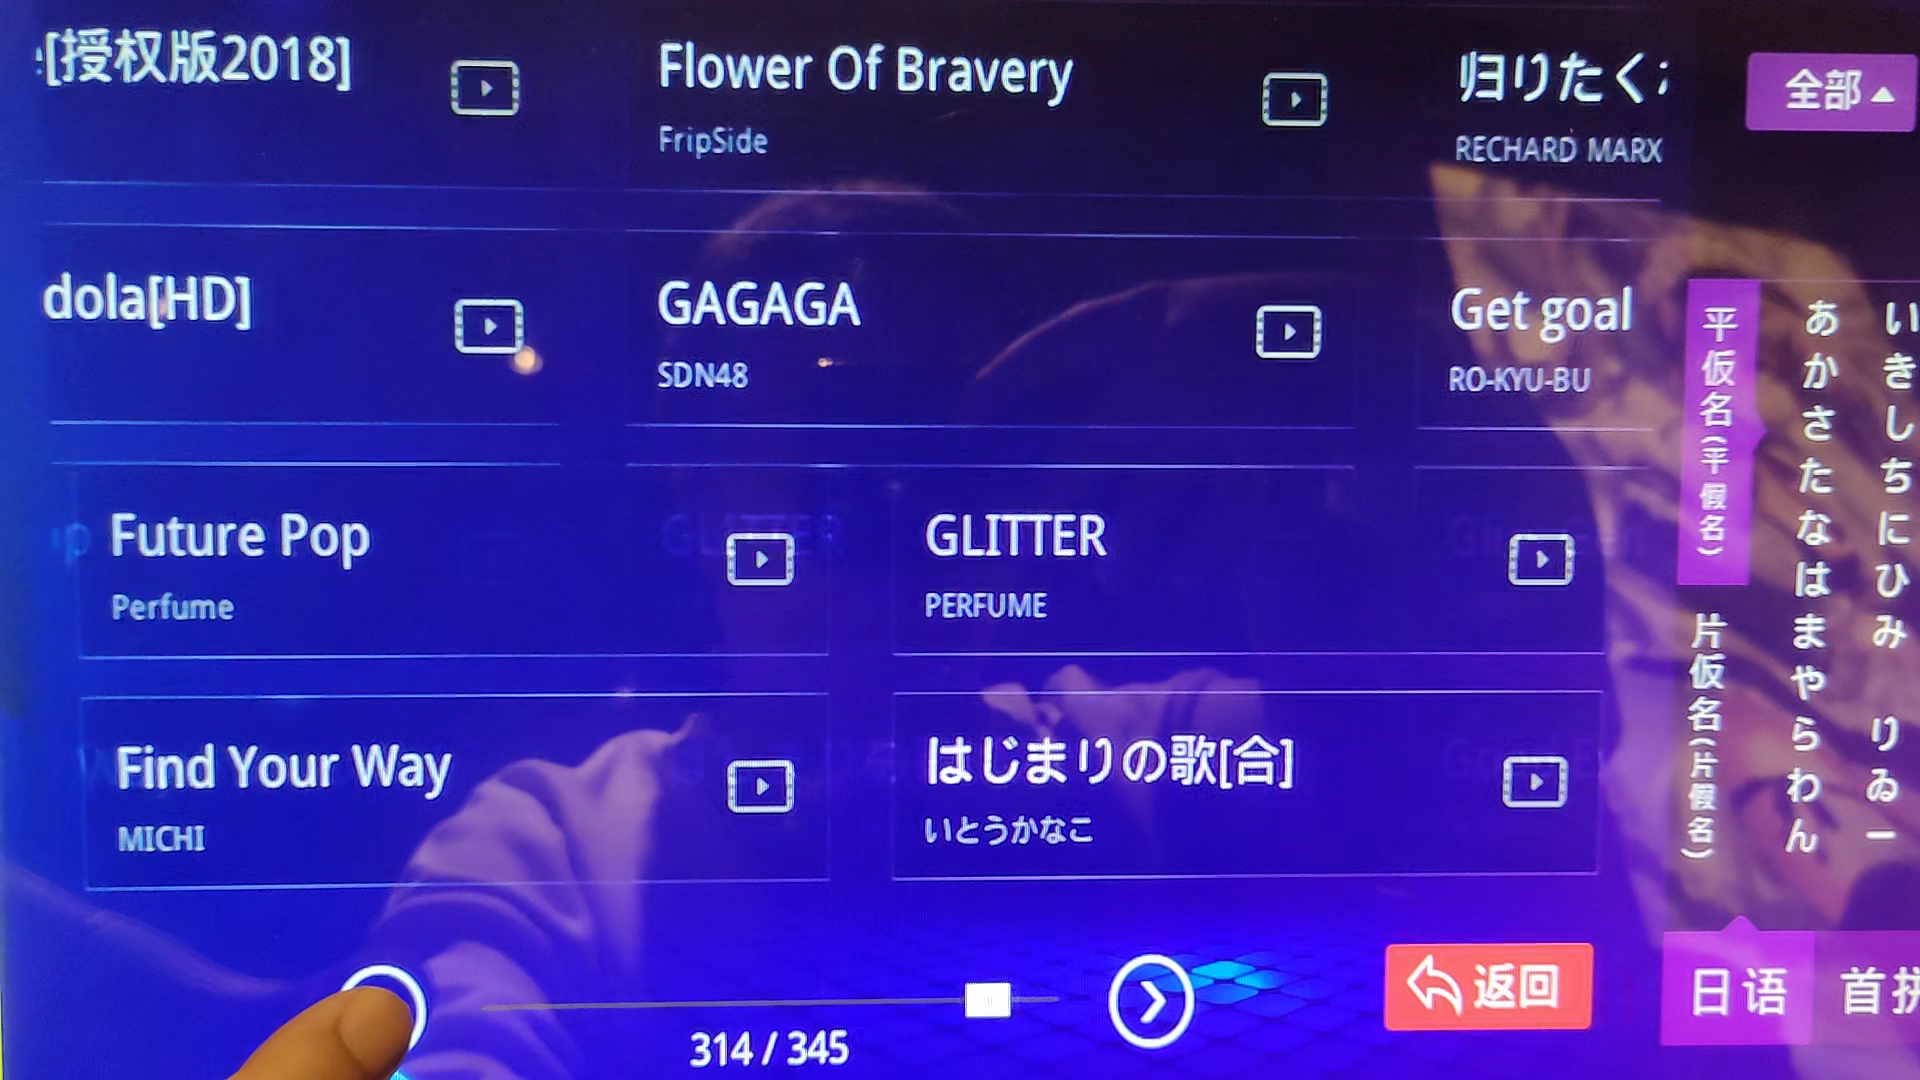 [授权版2018]
Flower Of Bravery
FripSide
归りたく
RECHARD MARX
全部
dola[HD]
GAGAGA
SDN48
Get goal
RO-KYU-BU
Future Pop
Perfume
GLITTER
PERFUME
Find Your Way
MICHI
はじまりの歌[合]
いとうかなこ
平仮名(平假名)
片仮名(片假名)
あかさたなはまやらわん
いきしちにひみ りゐー
314 / 345
返回
日语
首拼